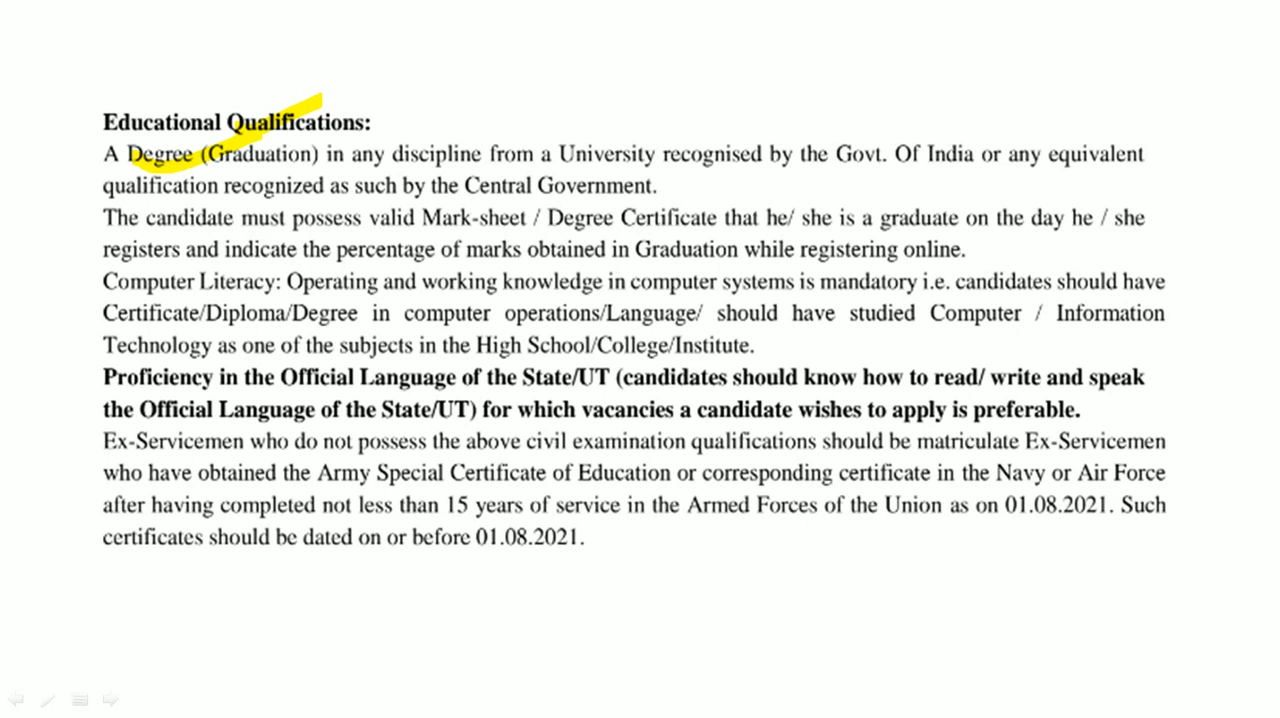 Educational Qualifications:
A Degree (Graduation) in any discipline from a University recognised by the Govt. Of India or any equivalent
qualification recognized as such by the Central Government.
The candidate must possess valid Mark-sheet / Degree Certificate that he/ she is a graduate on the day he / she
registers and indicate the percentage of marks obtained in Graduation while registering online.
Computer Literacy: Operating and working knowledge in computer systems is mandatory i.e. candidates should have
Certificate/Diploma/Degree in computer operations/Language/ should have studied Computer / Information
Technology as one of the subjects in the High School/College/Institute.
Proficiency in the Official Language of the State/UT (candidates should know how to read/ write and speak
the Official Language of the State/UT) for which vacancies a candidate wishes to apply is preferable.
Ex-Servicemen who do not possess the above civil examination qualifications should be matriculate Ex-Servicemen
who have obtained the Army Special Certificate of Education or corresponding certificate in the Navy or Air Force
after having completed not less than 15 years of service in the Armed Forces of the Union as on 01.08.2021. Such
certificates should be dated on or before 01.08.2021.